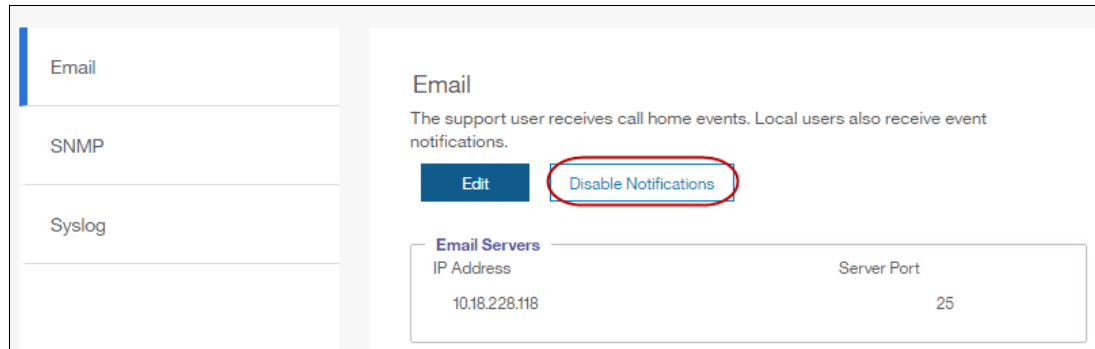 Email
SNMP
Syslog
Email
The support user receives call home events. Local users also receive event
notifications.
Edit
Disable Notifications
Email Servers
IP Address
Server Port
10.18.228.118
25